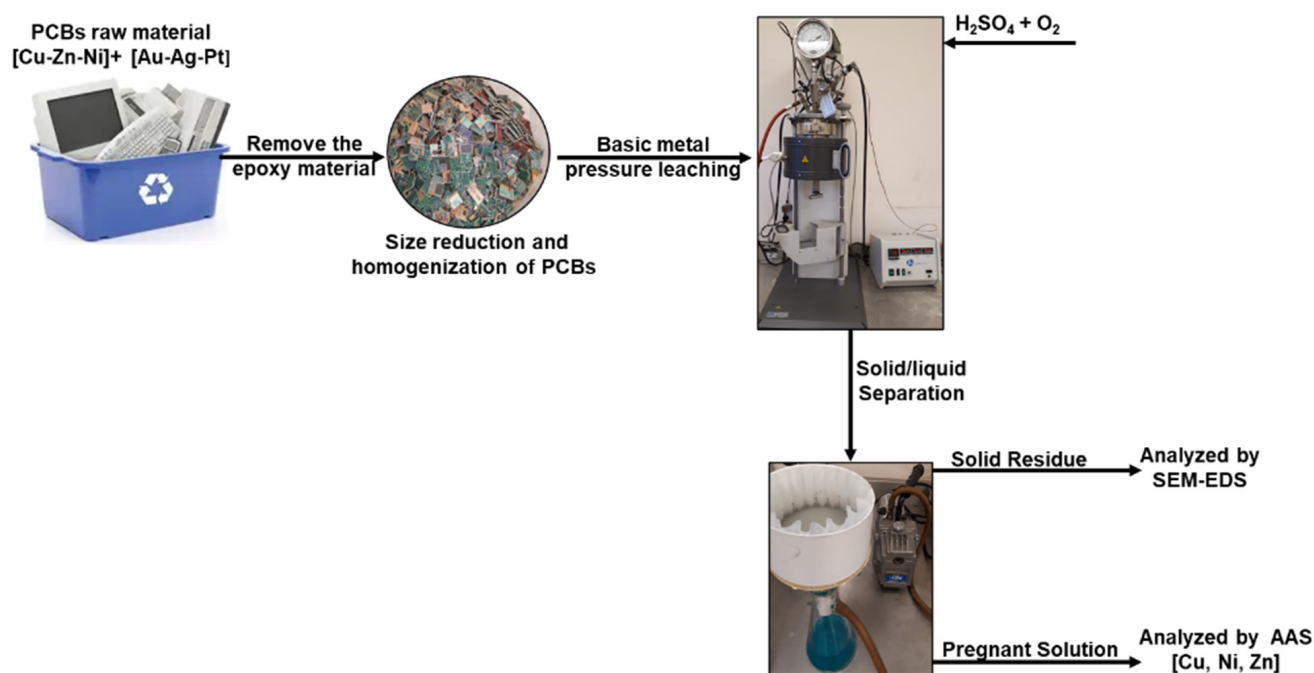 PCBs raw material
[Cu-Zn-Ni]+ [Au-Ag-Pt]
Remove the
epoxy material
Size reduction and
homogenization of PCBs
Basic metal
pressure leaching
H₂SO₄ + O₂
Solid/liquid
Separation
Solid Residue
Analyzed by
SEM-EDS
Pregnant Solution
Analyzed by AAS
[Cu, Ni, Zn]